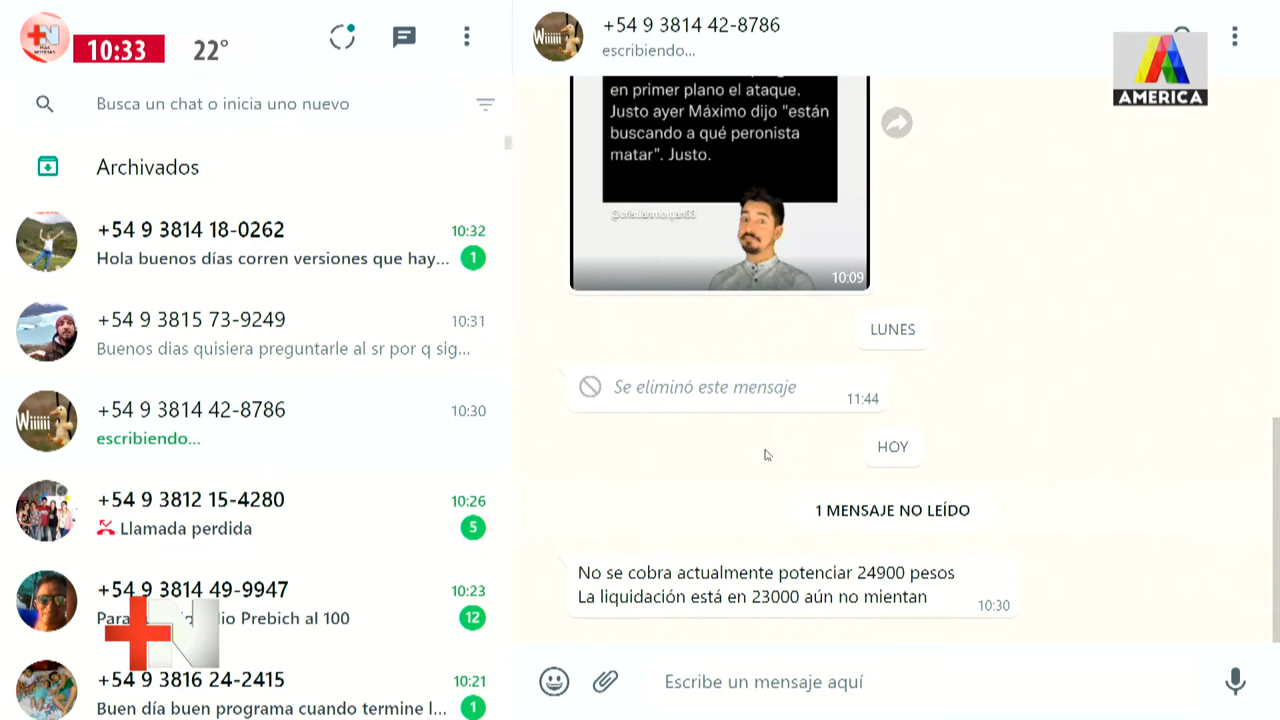 10:33
22°
Busca un chat o inicia uno nuevo
Archivados
+54 9 3814 18-0262
10:32
Hola buenos días corren versiones que hay...
1
+54 9 3815 73-9249
10:31
Buenos dias quisiera preguntarle al sr por q sig...
+54 9 3814 42-8786
10:30
Wiiiiii
escribiendo...
+54 9 3812 15-4280
10:26
Llamada perdida
5
+54 9 3814 49-9947
10:23
Para
io Prebich al 100
12
+N
+54 9 3816 24-2415
10:21
Buen día buen programa cuando termine l...
1
Wiiiiii
+54 9 3814 42-8786
escribiendo...
AMERICA
en primer plano el ataque.
Justo ayer Máximo dijo "están
buscando a qué peronista
matar". Justo.
10:09
LUNES
Se eliminó este mensaje
11:44
HOY
1 MENSAJE NO LEÍDO
No se cobra actualmente potenciar 24900 pesos
La liquidación está en 23000 aún no mientan
10:30
Escribe un mensaje aquí